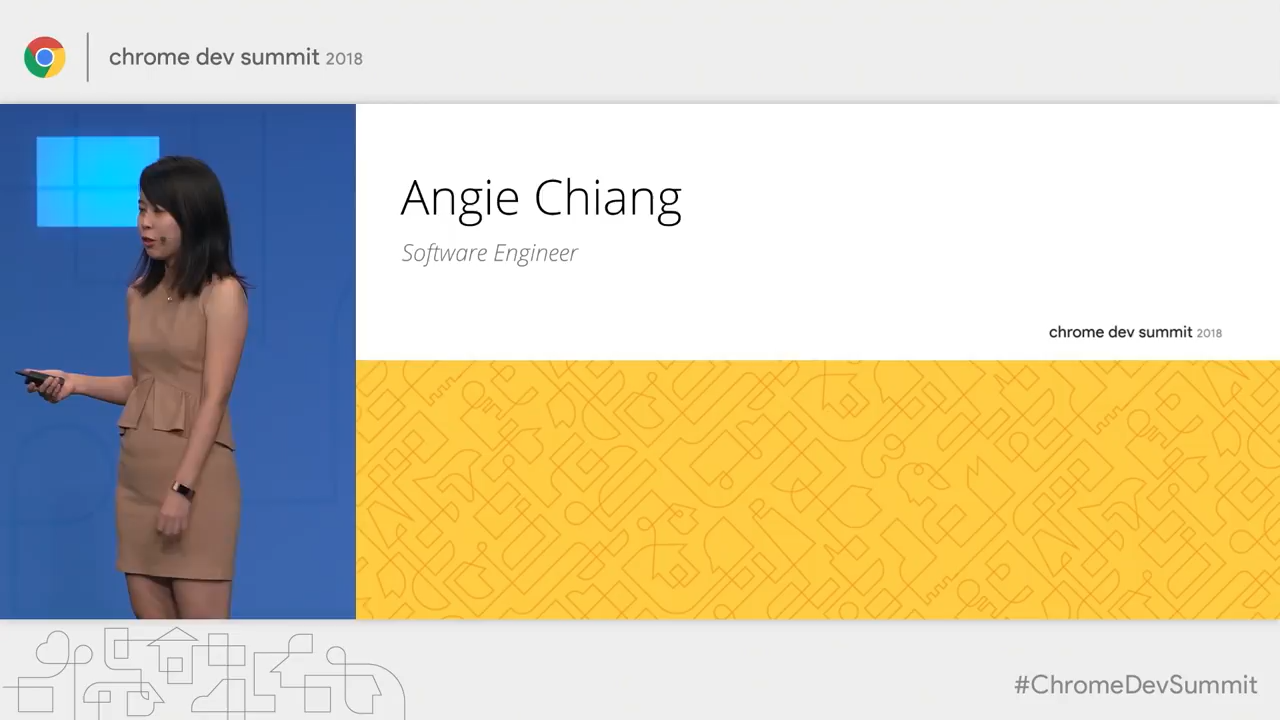 chrome dev summit 2018
Angie Chiang
Software Engineer
chrome dev summit 2018
#ChromeDevSummit